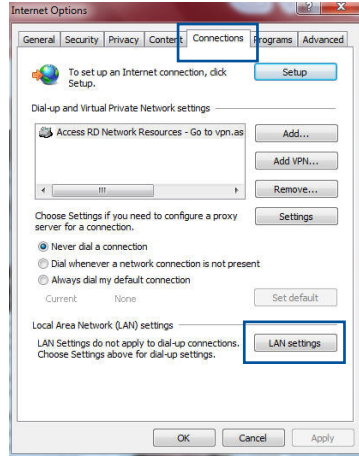 Internet Options
General Security Privacy Content Connections Programs Advanced
To set up an Internet connection, click
Setup.
Setup
Dial-up and Virtual Private Network settings
Access RD Network Resources - Go to vpn.as
Add...
Add VPN...
Remove...
Choose Settings if you need to configure a proxy
server for a connection.
Settings
Never dial a connection
Dial whenever a network connection is not present
Always dial my default connection
Current None
Set default
Local Area Network (LAN) settings
LAN Settings do not apply to dial-up connections.
Choose Settings above for dial-up settings.
LAN settings
OK Cancel Apply